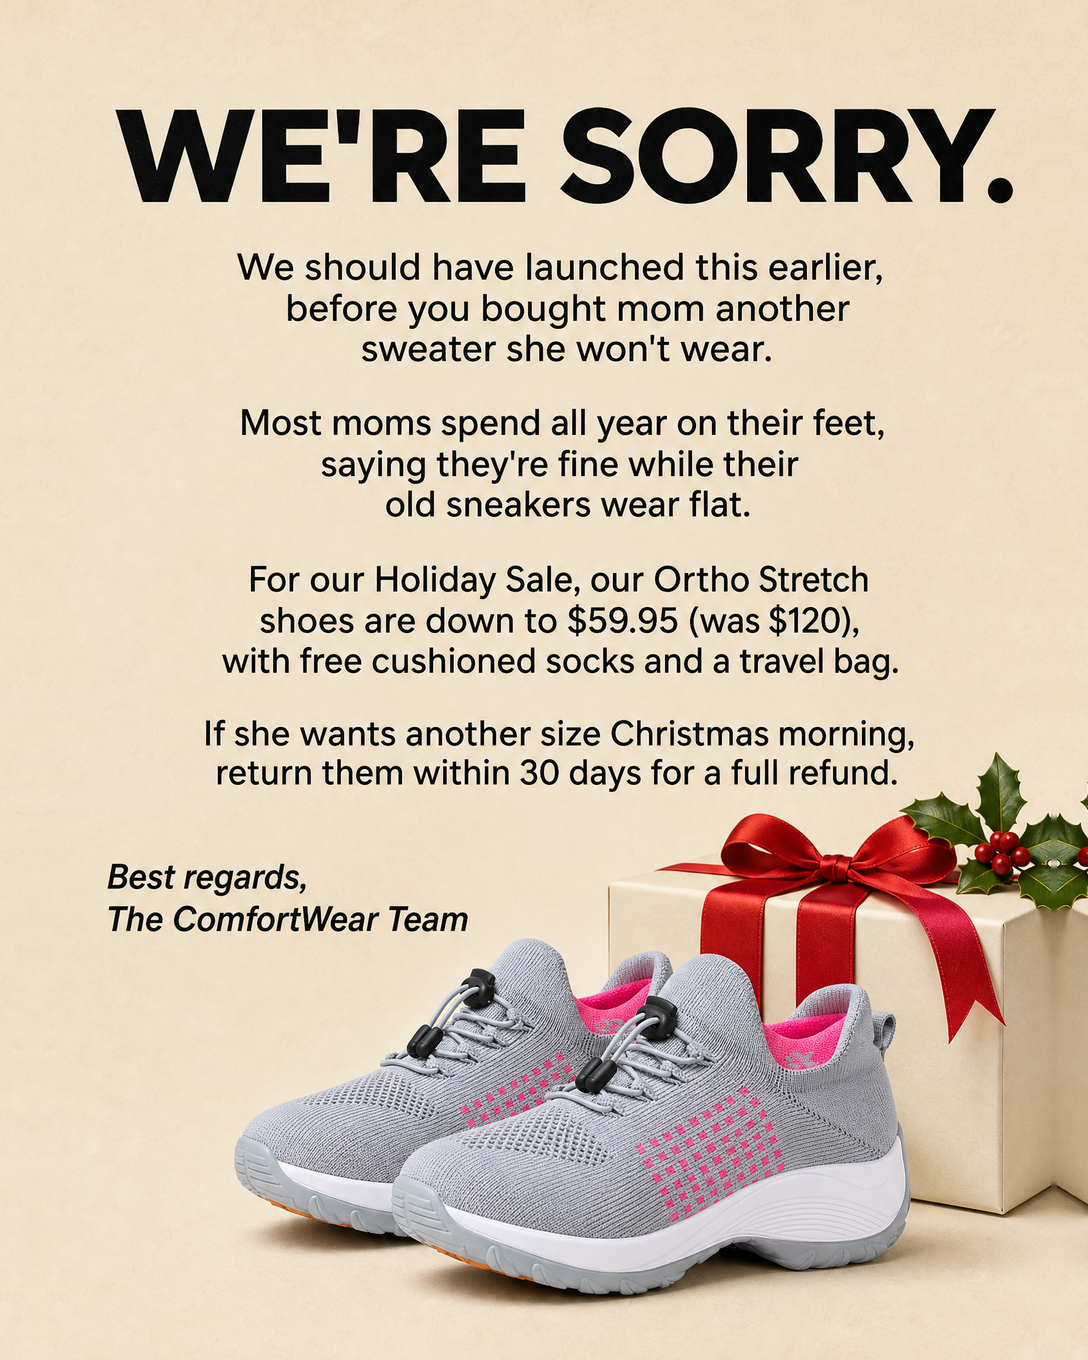 WE'RE SORRY.
We should have launched this earlier,
before you bought mom another
sweater she won't wear.
Most moms spend all year on their feet,
saying they're fine while their
old sneakers wear flat.
For our Holiday Sale, our Ortho Stretch
shoes are down to $59.95 (was $120),
with free cushioned socks and a travel bag.
If she wants another size Christmas morning,
return them within 30 days for a full refund.
Best regards,
The ComfortWear Team